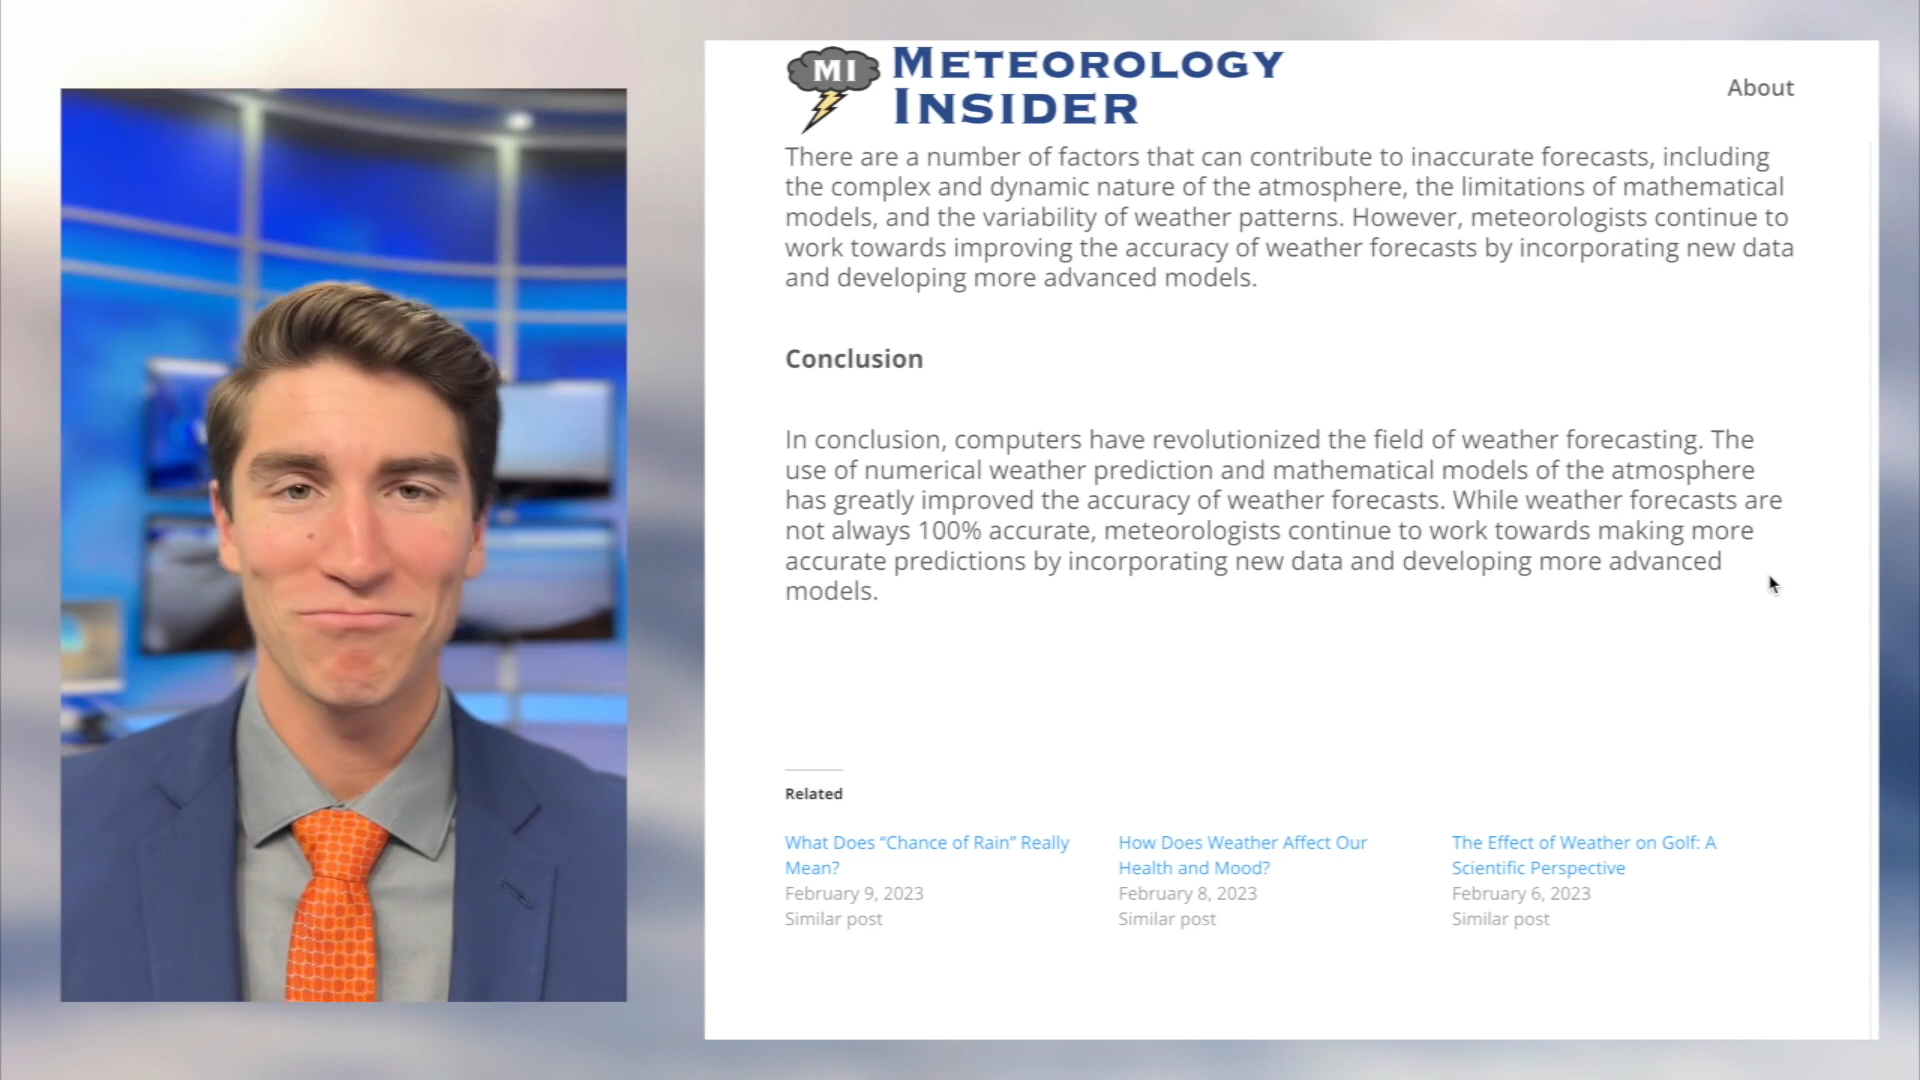 MI
METEOROLOGY
INSIDER
About
There are a number of factors that can contribute to inaccurate forecasts, including
the complex and dynamic nature of the atmosphere, the limitations of mathematical
models, and the variability of weather patterns. However, meteorologists continue to
work towards improving the accuracy of weather forecasts by incorporating new data
and developing more advanced models.
Conclusion
In conclusion, computers have revolutionized the field of weather forecasting. The
use of numerical weather prediction and mathematical models of the atmosphere
has greatly improved the accuracy of weather forecasts. While weather forecasts are
not always 100% accurate, meteorologists continue to work towards making more
accurate predictions by incorporating new data and developing more advanced
models.
Related
What Does “Chance of Rain” Really
Mean?
February 9, 2023
Similar post
How Does Weather Affect Our
Health and Mood?
February 8, 2023
Similar post
The Effect of Weather on Golf: A
Scientific Perspective
February 6, 2023
Similar post